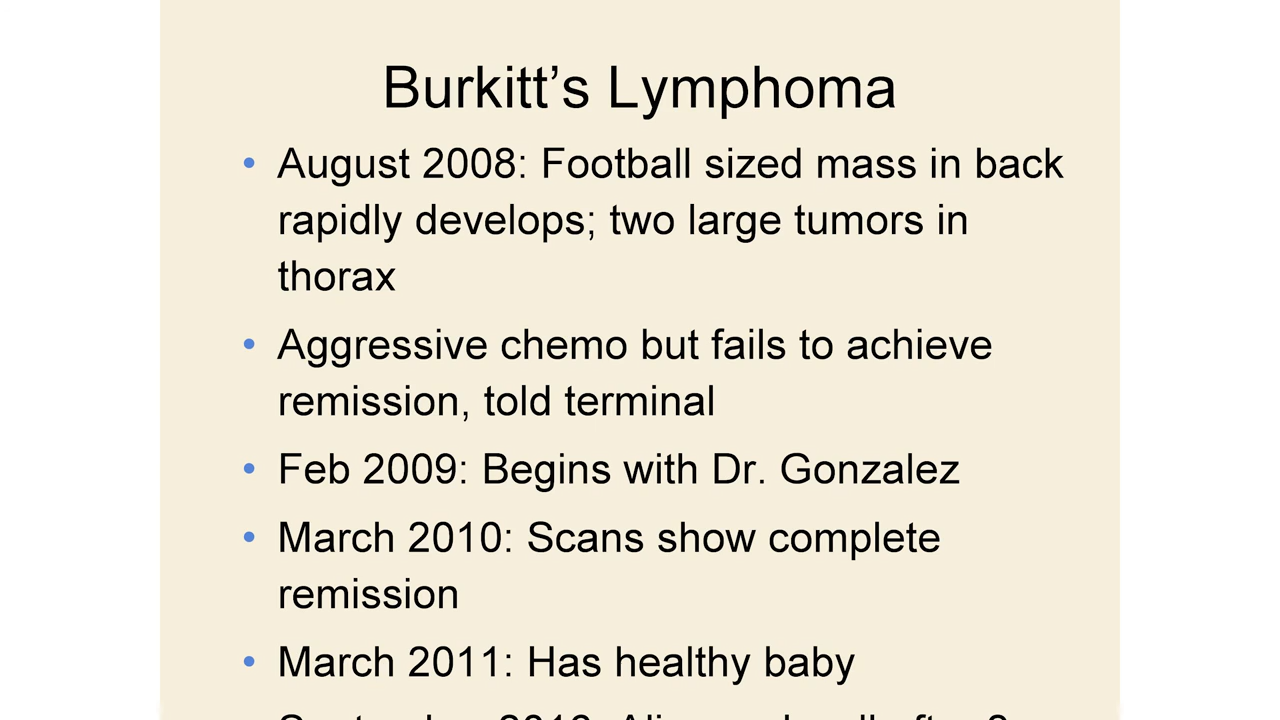 Burkitt’s Lymphoma
• August 2008: Football sized mass in back
rapidly develops; two large tumors in
thorax
• Aggressive chemo but fails to achieve
remission, told terminal
• Feb 2009: Begins with Dr. Gonzalez
• March 2010: Scans show complete
remission
• March 2011: Has healthy baby